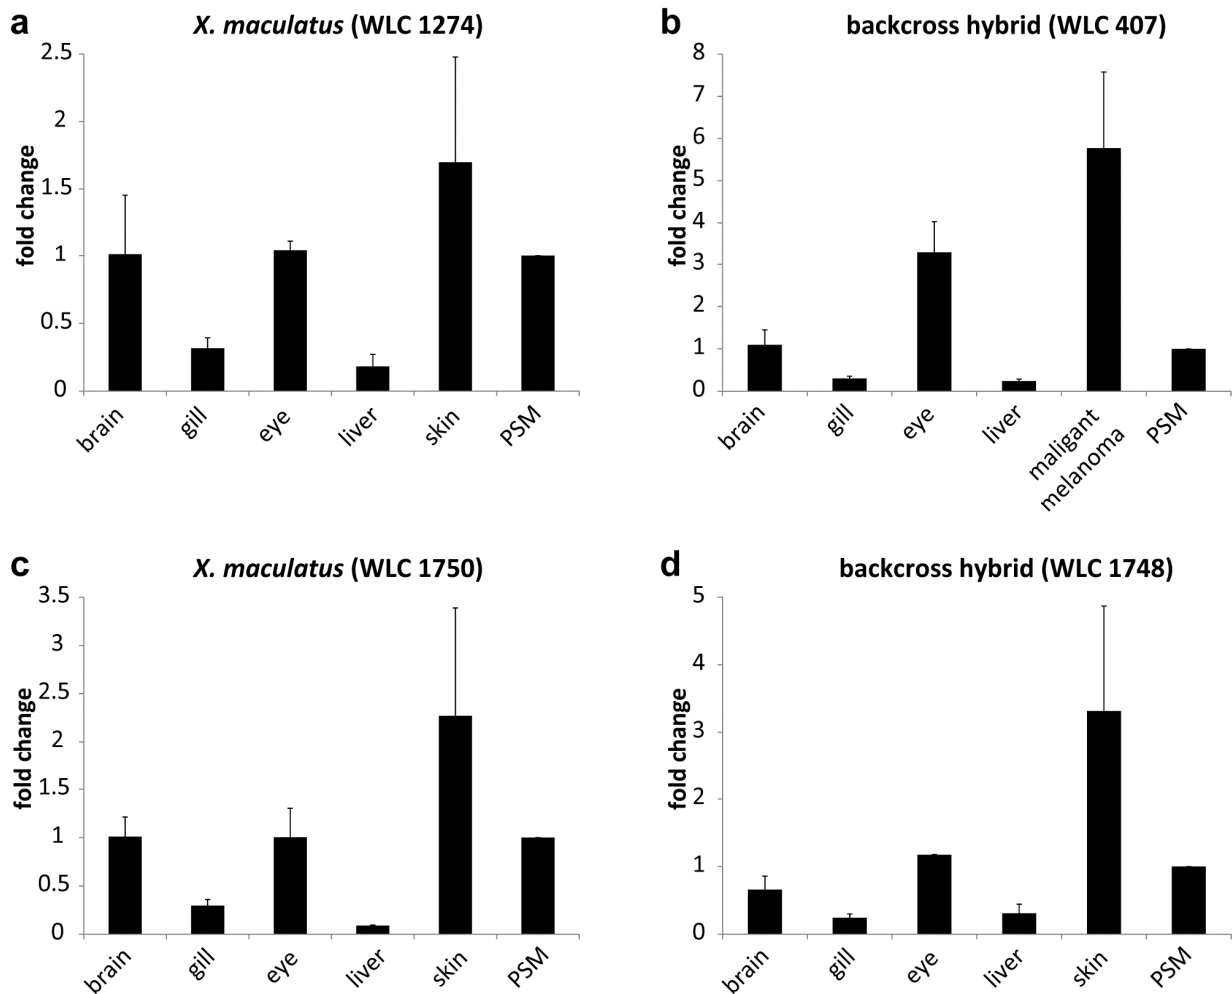 a
X. maculatus (WLC 1274)
fold change
2.5
2
1.5
1
0.5
0
brain
gill
eye
liver
skin
PSM
b
backcross hybrid (WLC 407)
fold change
8
7
6
5
4
3
2
1
0
brain
gill
eye
liver
maligant
melanoma
PSM
c
X. maculatus (WLC 1750)
fold change
3.5
3
2.5
2
1.5
1
0.5
0
brain
gill
eye
liver
skin
PSM
d
backcross hybrid (WLC 1748)
fold change
5
4
3
2
1
0
brain
gill
eye
liver
skin
PSM